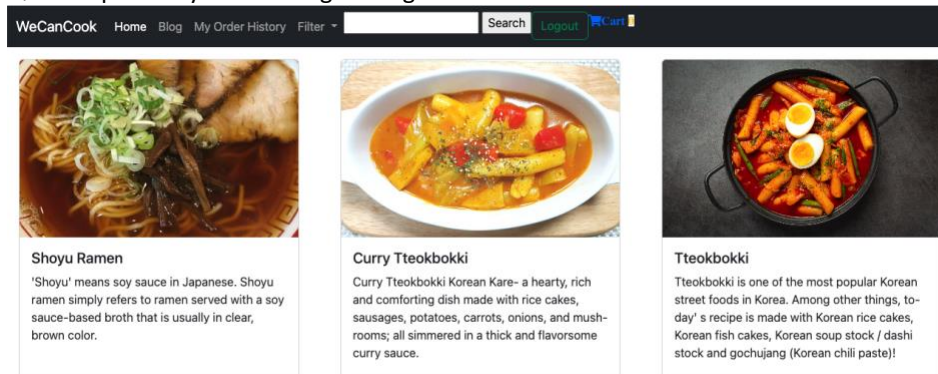 WeCanCook Home Blog My Order History Filter Search Logout Cart
Shoyu Ramen
'Shoyu' means soy sauce in Japanese. Shoyu
ramen simply refers to ramen served with a soy
sauce-based broth that is usually in clear,
brown color.
Curry Tteokbokki
Curry Tteokbokki Korean Kare- a hearty, rich
and comforting dish made with rice cakes,
sausages, potatoes, carrots, onions, and mush-
rooms; all simmered in a thick and flavorsome
curry sauce.
Tteokbokki
Tteokbokki is one of the most popular Korean
street foods in Korea. Among other things, to-
day' s recipe is made with Korean rice cakes,
Korean fish cakes, Korean soup stock / dashi
stock and gochujang (Korean chili paste)!